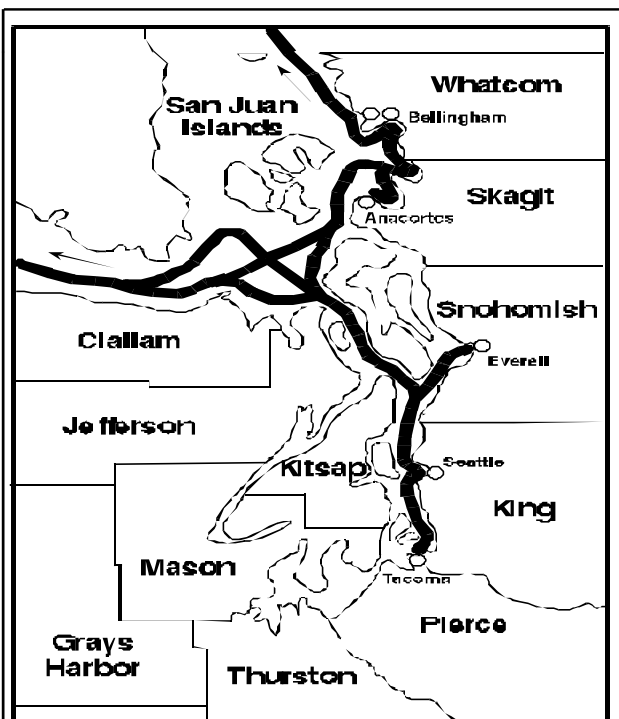 Whatcom
Bellingham
San Juan
Islands
Skagit
Anacortes
Snohomish
Everett
Clallam
Jefferson
Kitsap
Seattle
King
Mason
Tacoma
Pierce
Grays
Harbor
Thurston